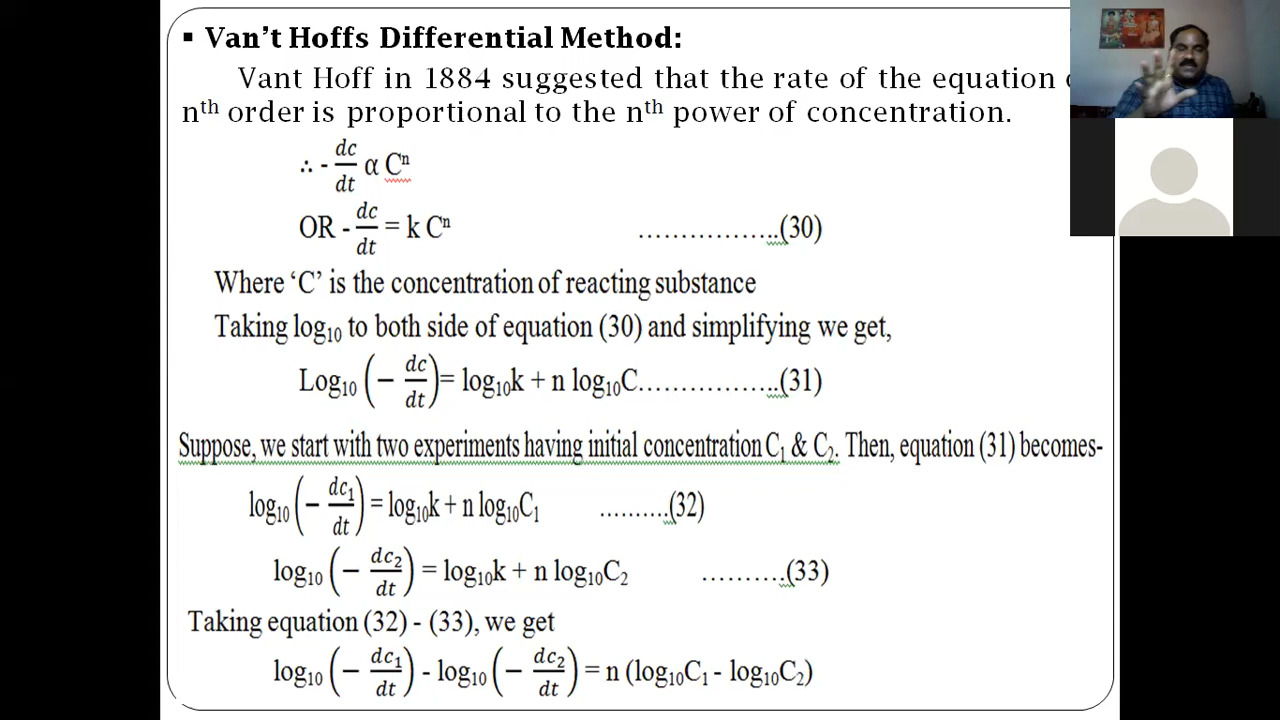 ▪ Van't Hoffs Differential Method:
Vant Hoff in 1884 suggested that the rate of the equation
nth order is proportional to the nth power of concentration.
∴ - dc/dt α Cⁿ
OR - dc/dt = k Cⁿ ………………..(30)
Where ‘C’ is the concentration of reacting substance
Taking log₁₀ to both side of equation (30) and simplifying we get,
Log₁₀ (− dc/dt) = log₁₀k + n log₁₀C………………..(31)
Suppose, we start with two experiments having initial concentration C₁ & C₂. Then, equation (31) becomes-
log₁₀ (− dc₁/dt) = log₁₀k + n log₁₀C₁ ……….(32)
log₁₀ (− dc₂/dt) = log₁₀k + n log₁₀C₂ ………..(33)
Taking equation (32) - (33), we get
log₁₀ (− dc₁/dt) - log₁₀ (− dc₂/dt) = n (log₁₀C₁ - log₁₀C₂)